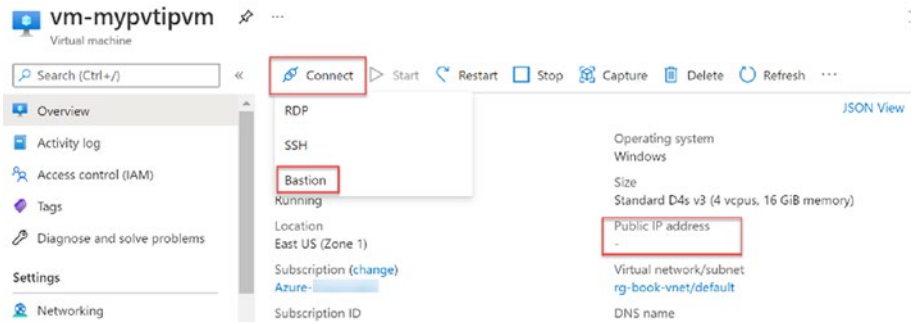 vm-mypvtipvm
Virtual machine
Search (Ctrl+/)
Overview
Activity log
Access control (IAM)
Tags
Diagnose and solve problems
Settings
Networking
Connect Start Restart Stop Capture Delete Refresh
RDP
SSH
Bastion
JSON View
Running
Location
East US (Zone 1)
Subscription (change)
Azure-
Subscription ID
Operating system
Windows
Size
Standard D4s v3 (4 vcpus, 16 GiB memory)
Public IP address
-
Virtual network/subnet
rg-book-vnet/default
DNS name